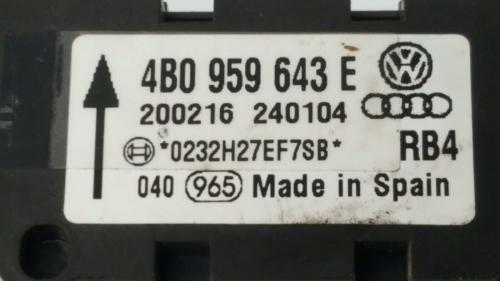 4B0 959 643 E
200216 240104
*0232H27EF7SB* RB4
040 965 Made in Spain